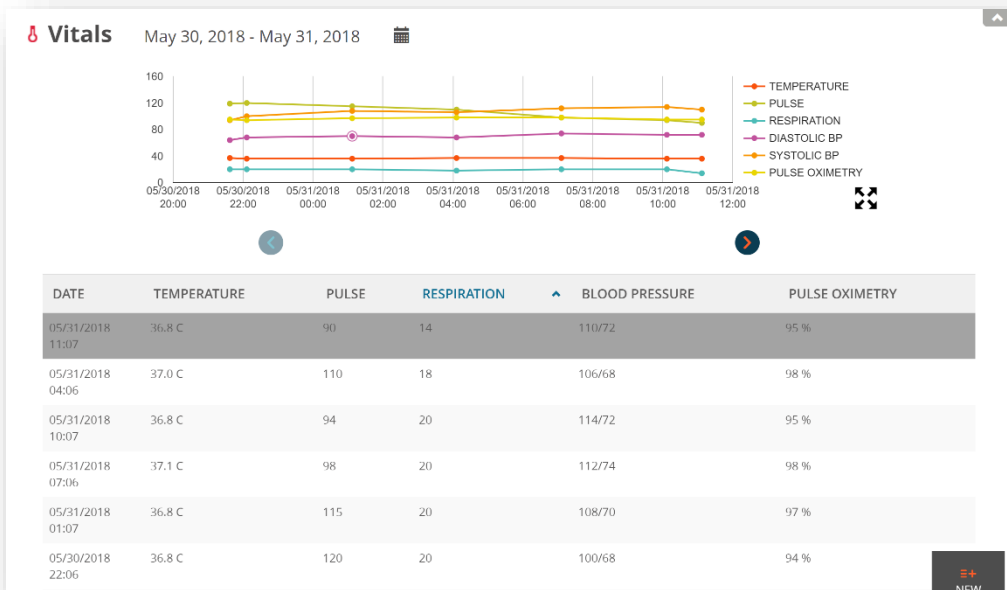 Vitals May 30, 2018 - May 31, 2018
160
120
80
40
0
TEMPERATURE
PULSE
RESPIRATION
DIASTOLIC BP
SYSTOLIC BP
PULSE OXIMETRY
05/30/2018 05/30/2018 05/31/2018 05/31/2018 05/31/2018 05/31/2018 05/31/2018 05/31/2018 05/31/2018
20:00 22:00 00:00 02:00 04:00 06:00 08:00 10:00 12:00
DATE TEMPERATURE PULSE RESPIRATION BLOOD PRESSURE PULSE OXIMETRY
05/31/2018 36.8 C 90 14 110/72 95 %
11:07
05/31/2018 37.0 C 110 18 106/68 98 %
04:06
05/31/2018 36.8 C 94 20 114/72 95 %
10:07
05/31/2018 37.1 C 98 20 112/74 98 %
07:06
05/31/2018 36.8 C 115 20 108/70 97 %
01:07
05/30/2018 36.8 C 120 20 100/68 94 %
22:06
NEW